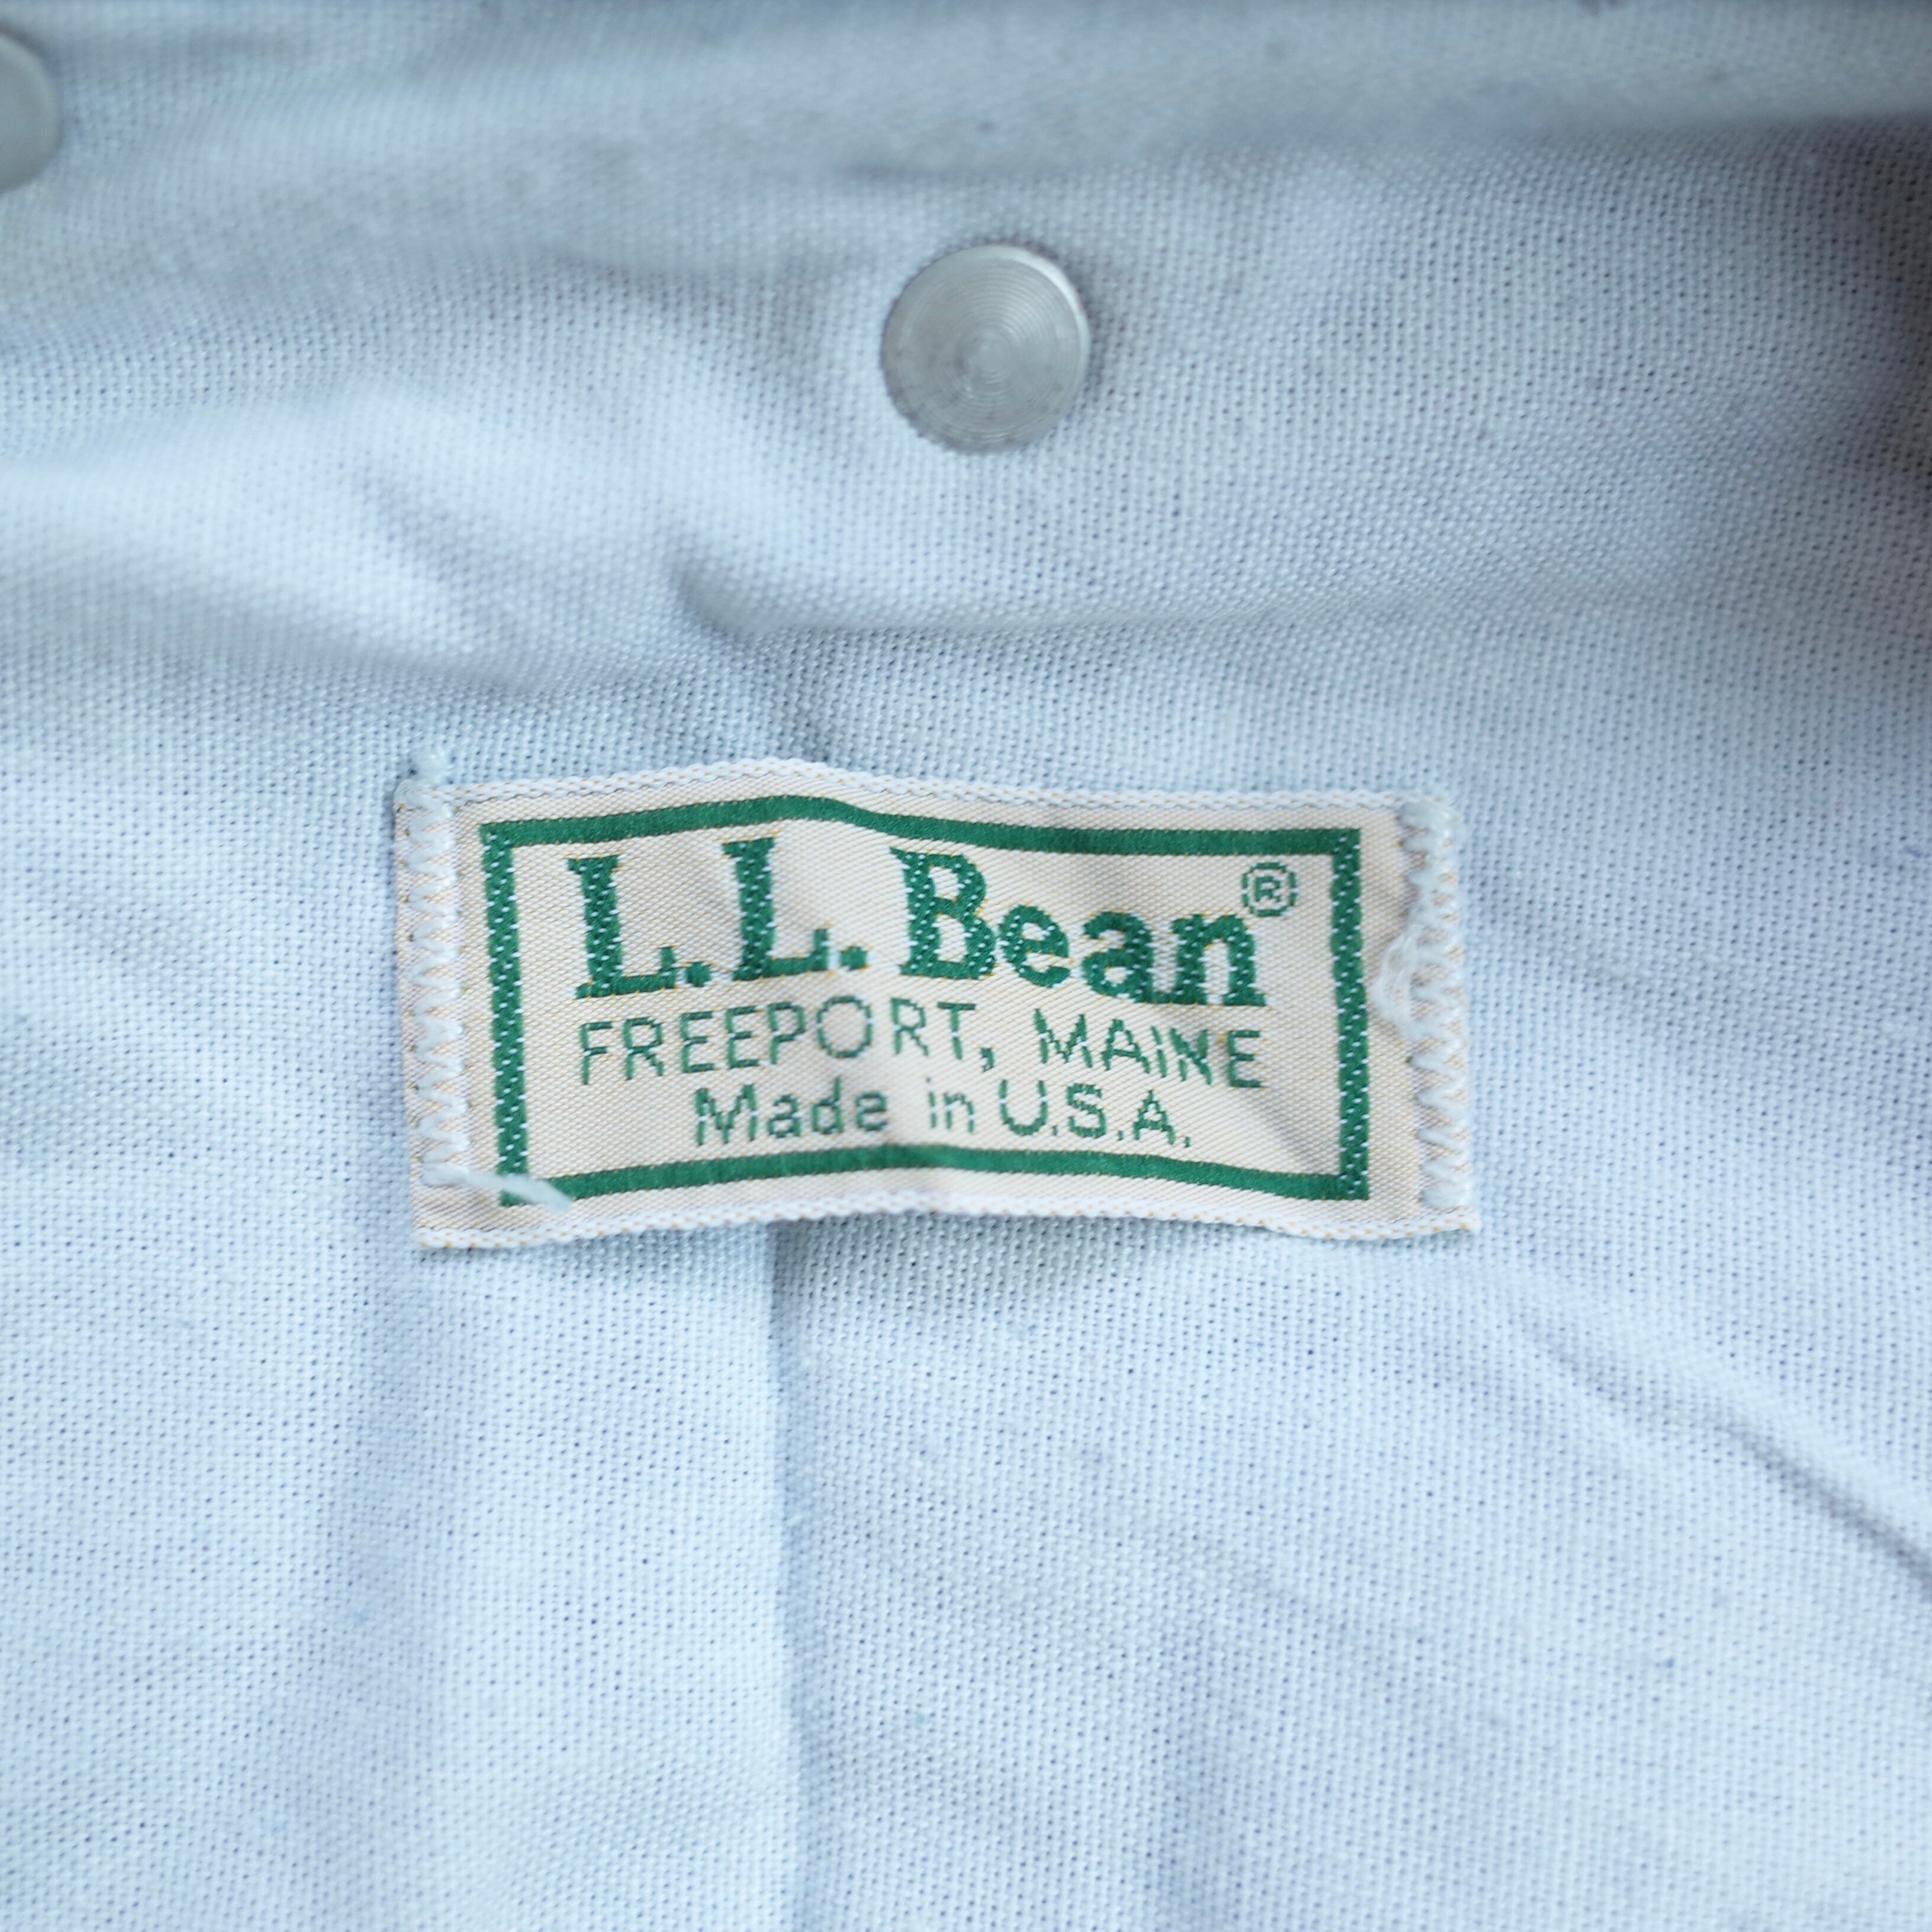 L.L. Bean®
FREEPORT, MAINE
Made in U.S.A.